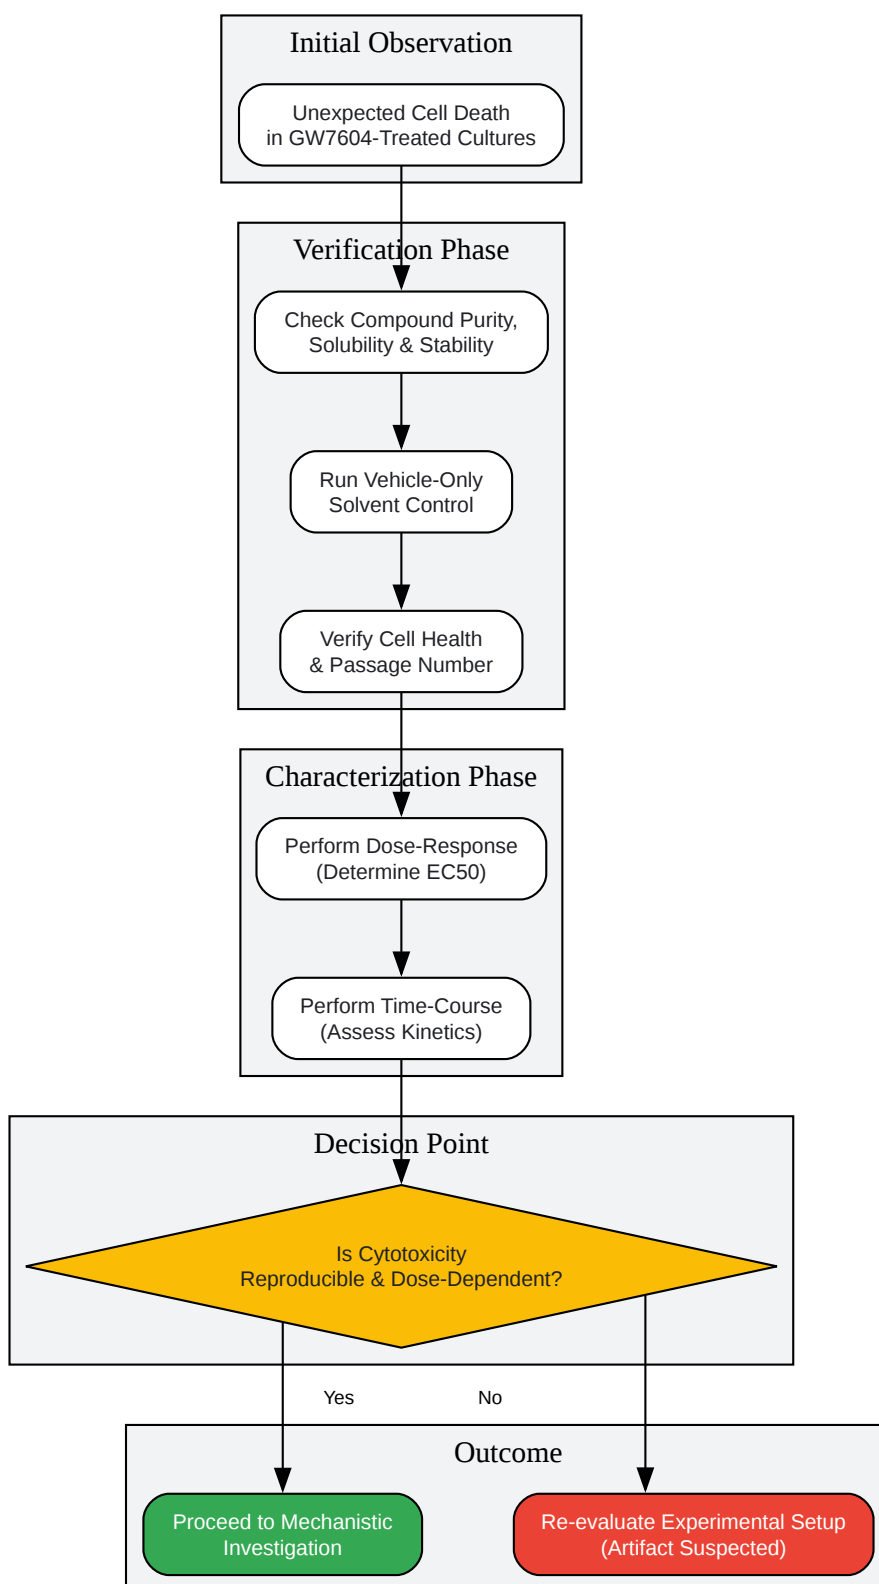 Initial Observation
Unexpected Cell Death
in GW7604-Treated Cultures
Verification Phase
Check Compound Purity,
Solubility & Stability
Run Vehicle-Only
Solvent Control
Verify Cell Health
& Passage Number
Characterization Phase
Perform Dose-Response
(Determine EC50)
Perform Time-Course
(Assess Kinetics)
Decision Point
Is Cytotoxicity
Reproducible & Dose-Dependent?
Yes
No
Outcome
Proceed to Mechanistic
Investigation
Re-evaluate Experimental Setup
(Artifact Suspected)